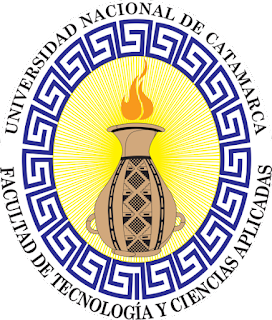 UNIVERSIDAD NACIONAL DE CATAMARCA
FACULTAD DE TECNOLOGÍA Y CIENCIAS APLICADAS